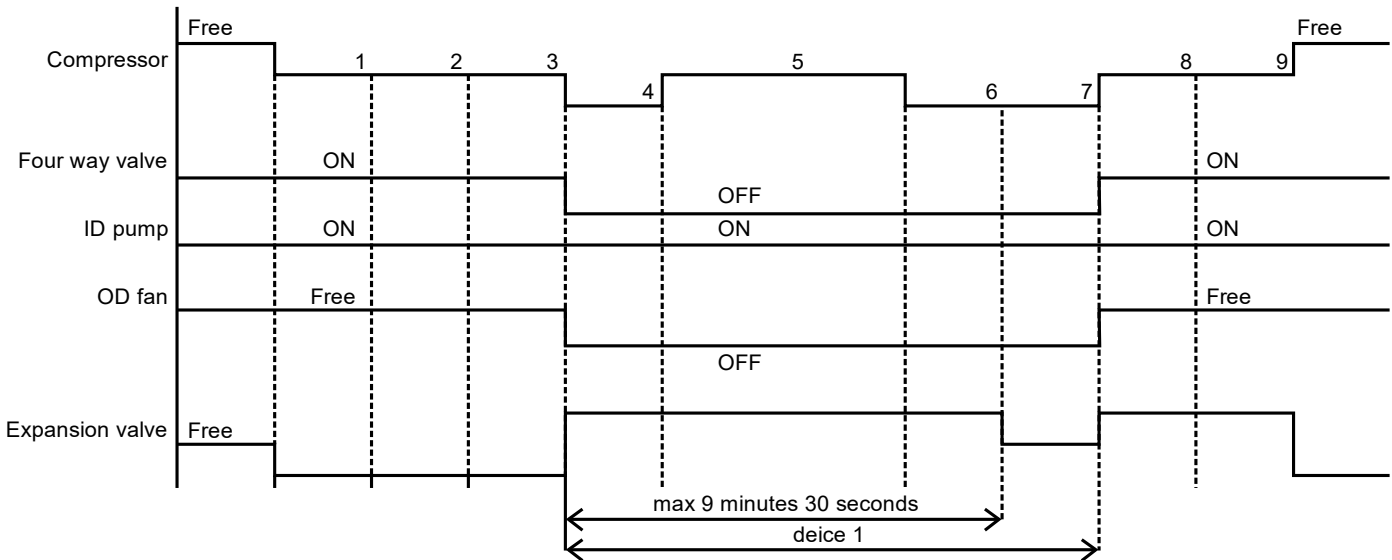 Free
Free
Compressor
1
2
3
4
5
6
7
8
9
Four way valve
ON
OFF
ON
ID pump
ON
ON
ON
OD fan
Free
OFF
Free
Expansion valve
Free
max 9 minutes 30 seconds
deice 1